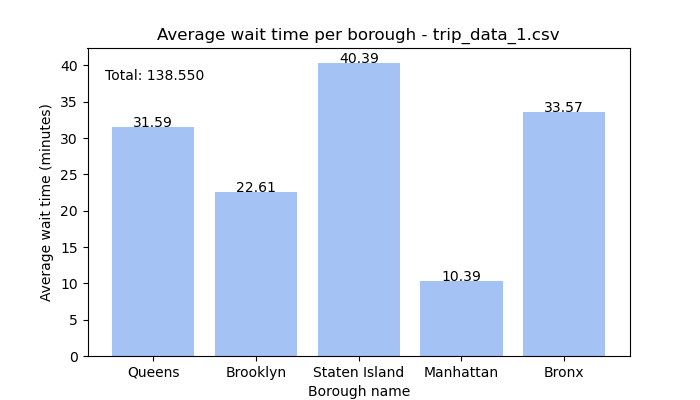 Average wait time per borough - trip_data_1.csv
Total: 138.550
Average wait time (minutes)
40
35
30
25
20
15
10
5
0
31.59
22.61
40.39
10.39
33.57
Queens
Brooklyn
Staten Island
Manhattan
Bronx
Borough name